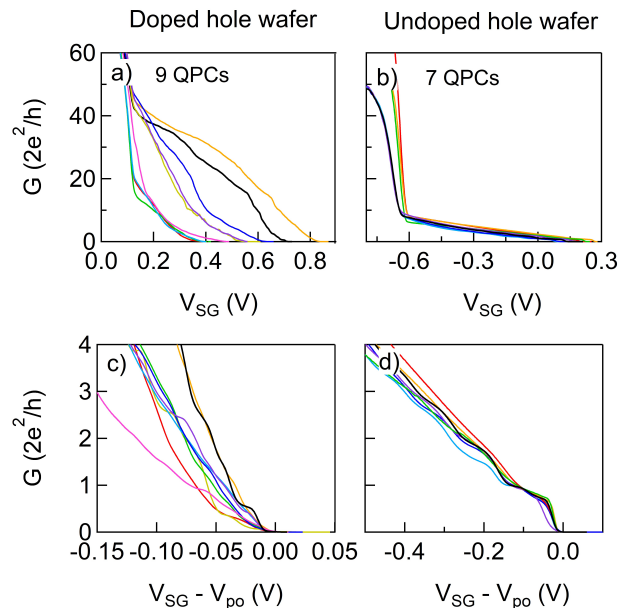 Doped hole wafer
Undoped hole wafer
G (2e²/h)
60
40
20
0
a) 9 QPCs
0.0 0.2 0.4 0.6 0.8
V_SG (V)
b) 7 QPCs
-0.6 -0.3 0.0 0.3
V_SG (V)
G (2e²/h)
4
3
2
1
0
c)
-0.15 -0.10 -0.05 0.00 0.05
V_SG - V_po (V)
d)
-0.4 -0.2 0.0
V_SG - V_po (V)